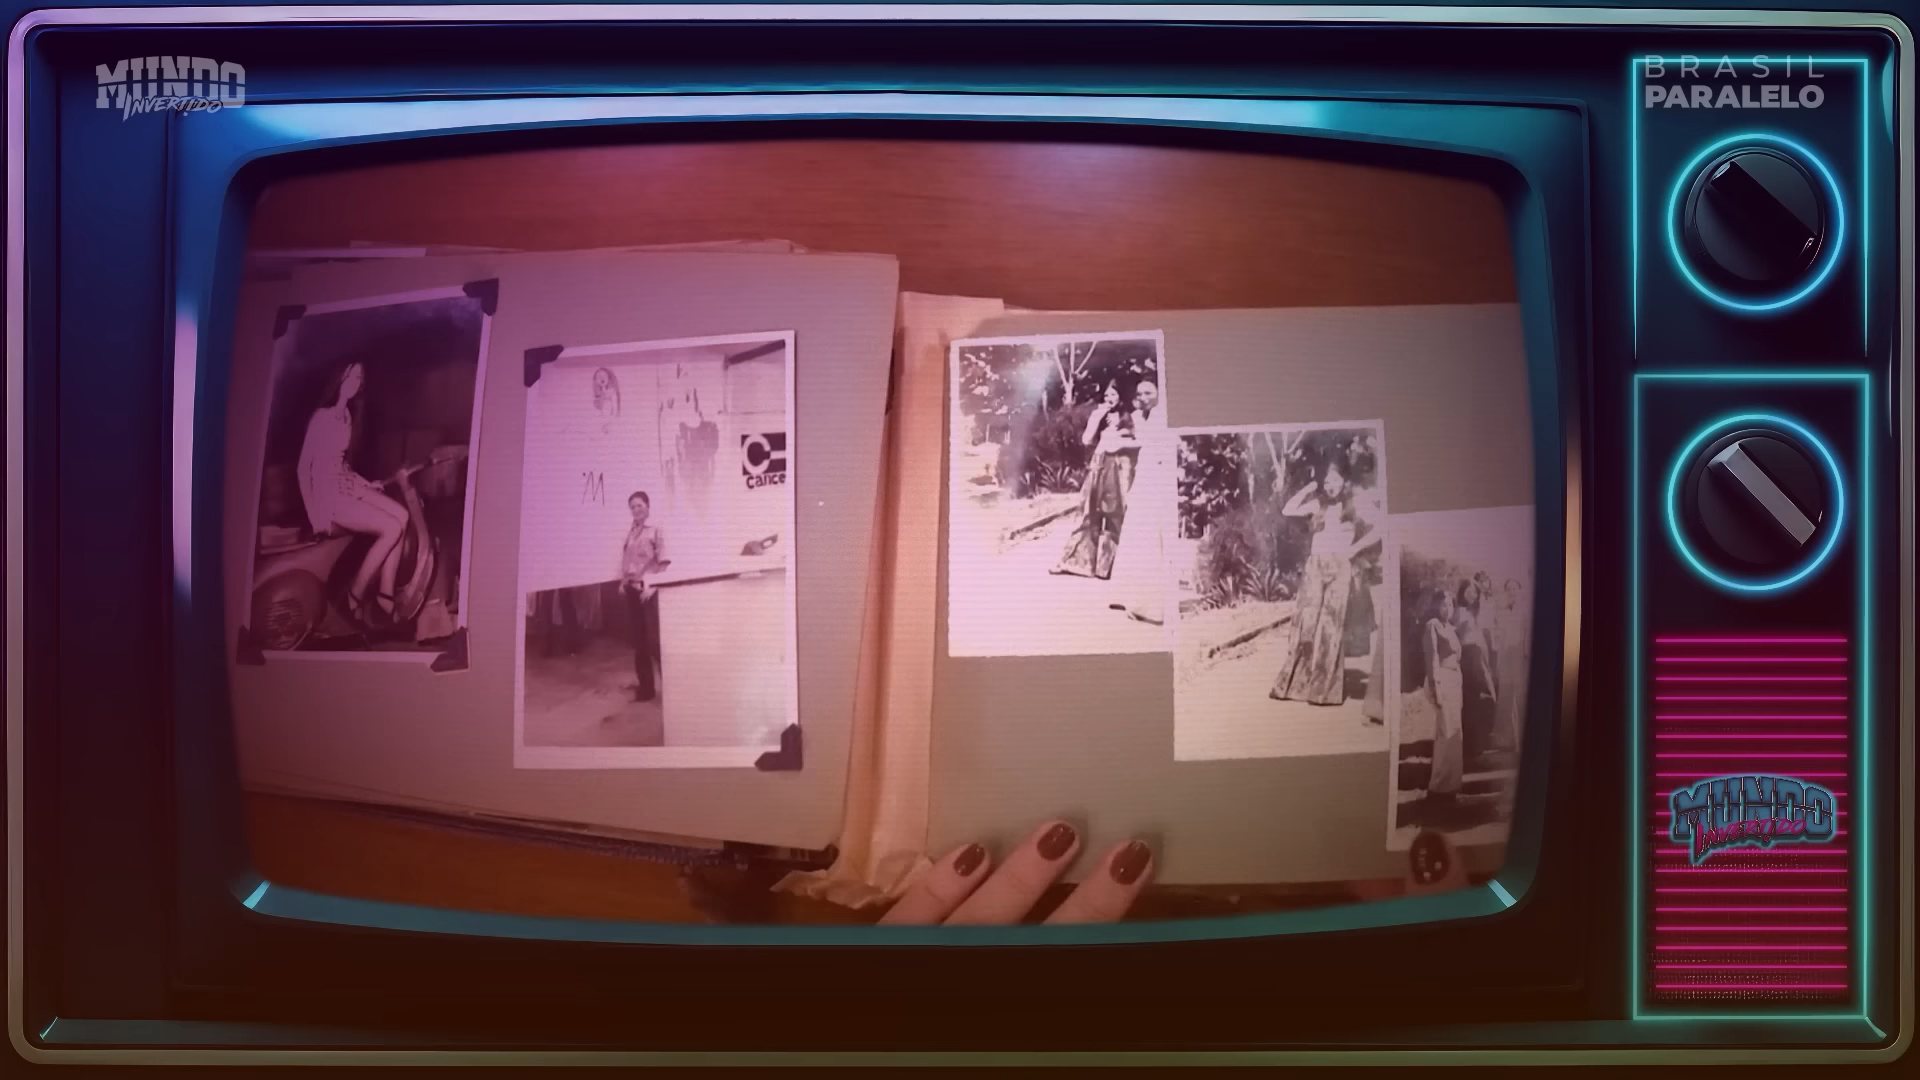 MUNDO
INVERTIDO
BRASIL
PARALELO
M
C
Cance
MUNDO
INVERTIDO